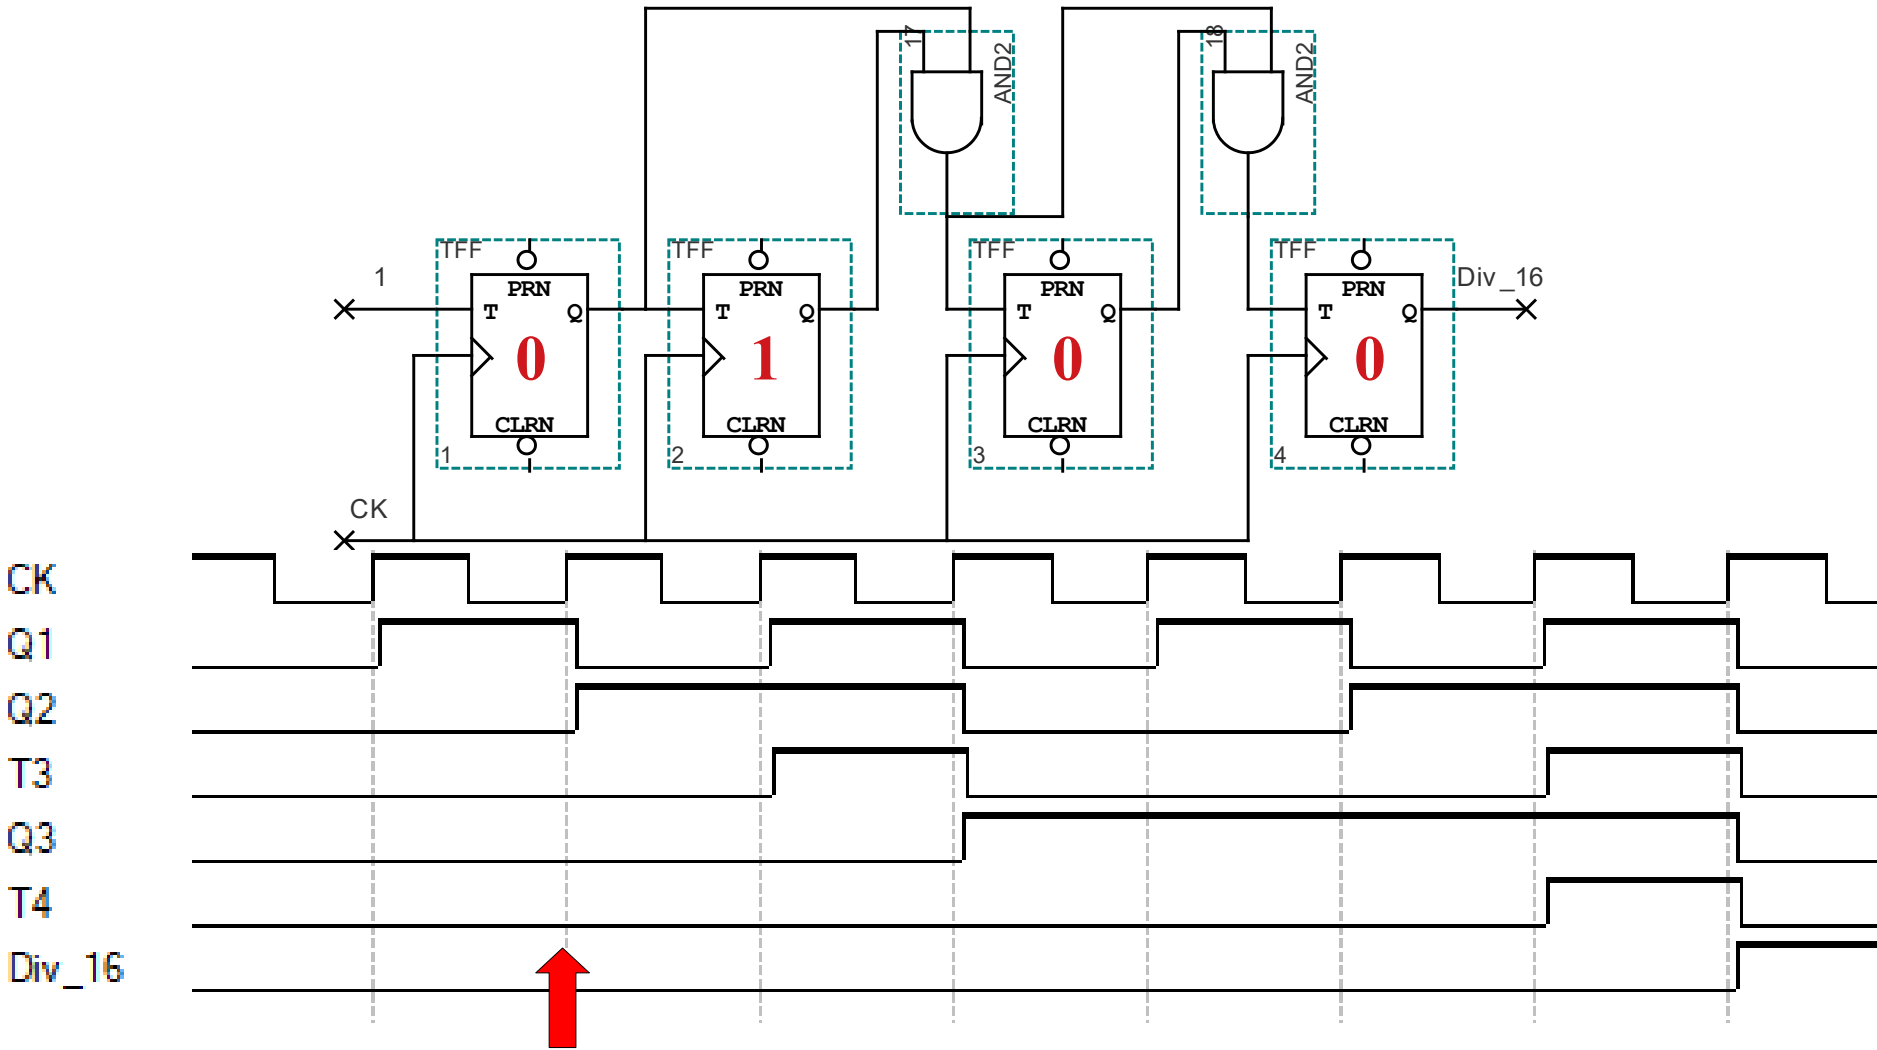 17
AND2
18
AND2
TFF
TFF
TFF
TFF
1
PRN
PRN
PRN
PRN
Div_16
T Q
T Q
T Q
T Q
0
1
0
0
CLRN
CLRN
CLRN
CLRN
1
2
3
4
CK
CK
Q1
Q2
T3
Q3
T4
Div_16